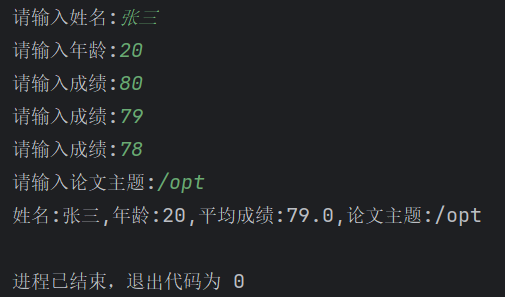 请输入姓名:张三
请输入年龄:20
请输入成绩:80
请输入成绩:79
请输入成绩:78
请输入论文主题:/opt
姓名:张三,年龄:20,平均成绩:79.0,论文主题:/opt
进程已结束，退出代码为 0